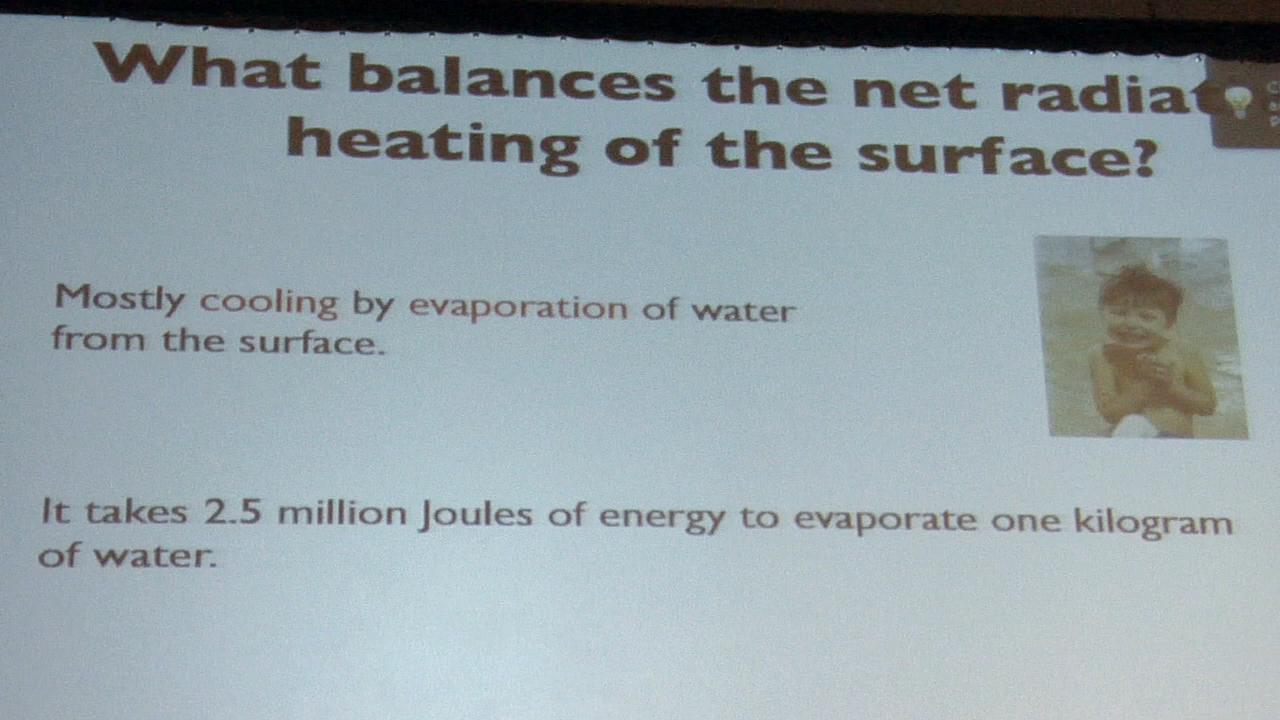 What balances the net radiat
heating of the surface?
Mostly cooling by evaporation of water
from the surface.
It takes 2.5 million Joules of energy to evaporate one kilogram
of water.